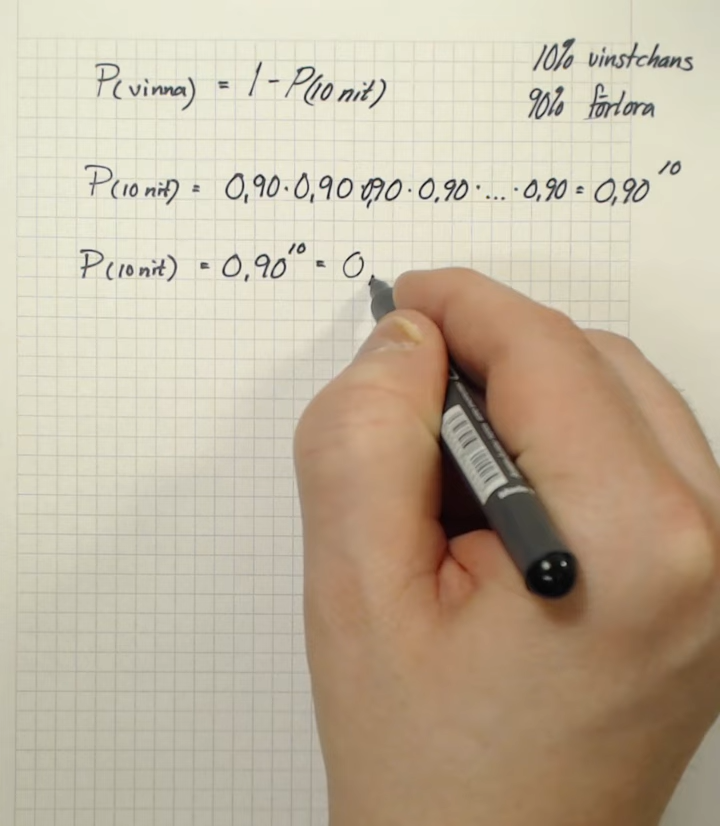 10% vinstchans
P(vinna) = 1 - P(10 nit)
90% förlora
P(10 nit) = 0,90 · 0,90 · 0,90 · 0,90 · ... · 0,90 = 0,90^10
P(10 nit) = 0,90^10 = 0,